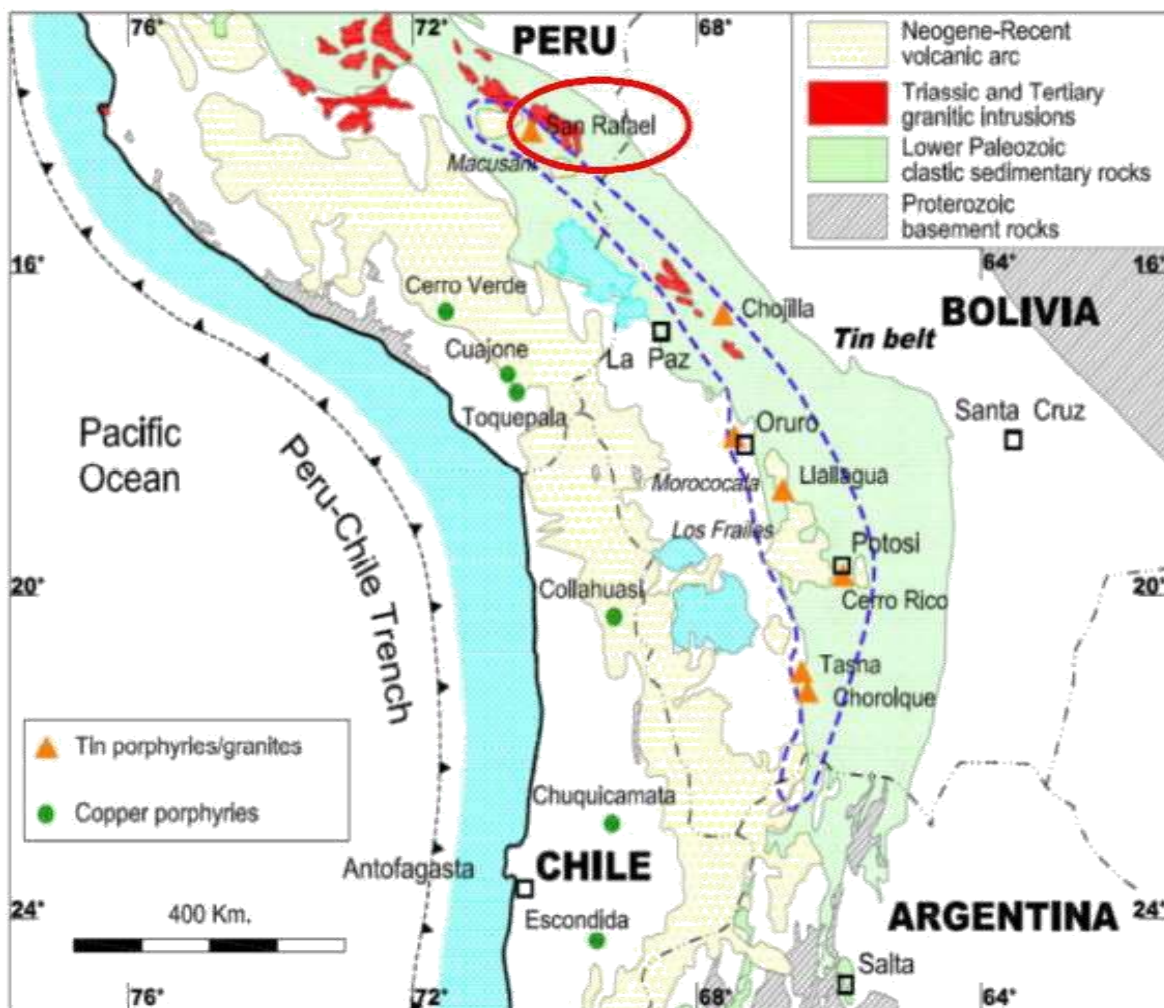 76°
72°
68°
PERU
Neogene-Recent
volcanic arc
Triassic and Tertiary
granitic intrusions
Lower Paleozoic
clastic sedimentary rocks
Proterozoic
basement rocks
San Rafael
Macusani
16°
64°
16°
Cerro Verde
Chojilla
BOLIVIA
Tin belt
Cuajone
La Paz
Toquepala
Santa Cruz
Oruro
Pacific
Ocean
Peru-Chile Trench
Morococala
Llallagua
Los Frailes
Potosi
20°
Collahuasi
Cerro Rico
20°
Tasna
Chorolque
Tin porphyries/granites
Copper porphyries
Chuquicamata
Antofagasta
CHILE
24°
400 Km.
Escondida
ARGENTINA
24°
Salta
76°
72°
68°
64°